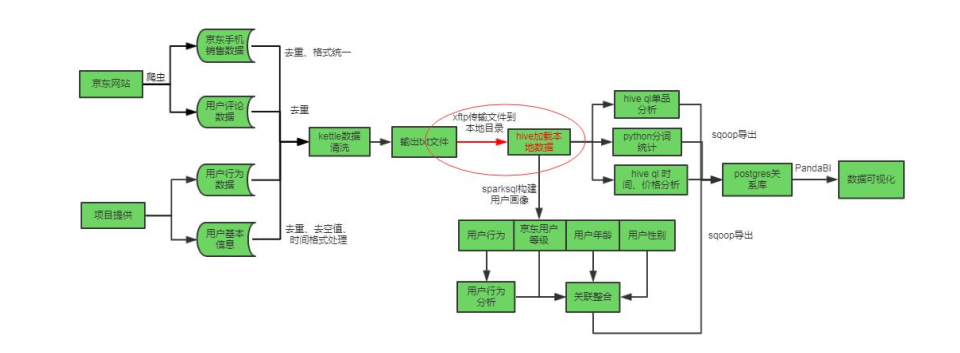 京东网站
爬虫
京东手机
销售数据
去重、格式统一
用户评论
数据
去重
项目提供
用户行为
数据
用户基本
信息
去重、去空值、
时间格式处理
kettle数据
清洗
输出txt文件
xftp传输文件到
本地目录
hive加载本
地数据
hive ql单品
分析
python分词
统计
hive ql 时
间、价格分析
sqoop导出
postgres关
系库
PandaBI
数据可视化
sparksql构建
用户画像
用户行为
京东用户
等级
用户年龄
用户性别
sqoop导出
用户行为
分析
关联整合